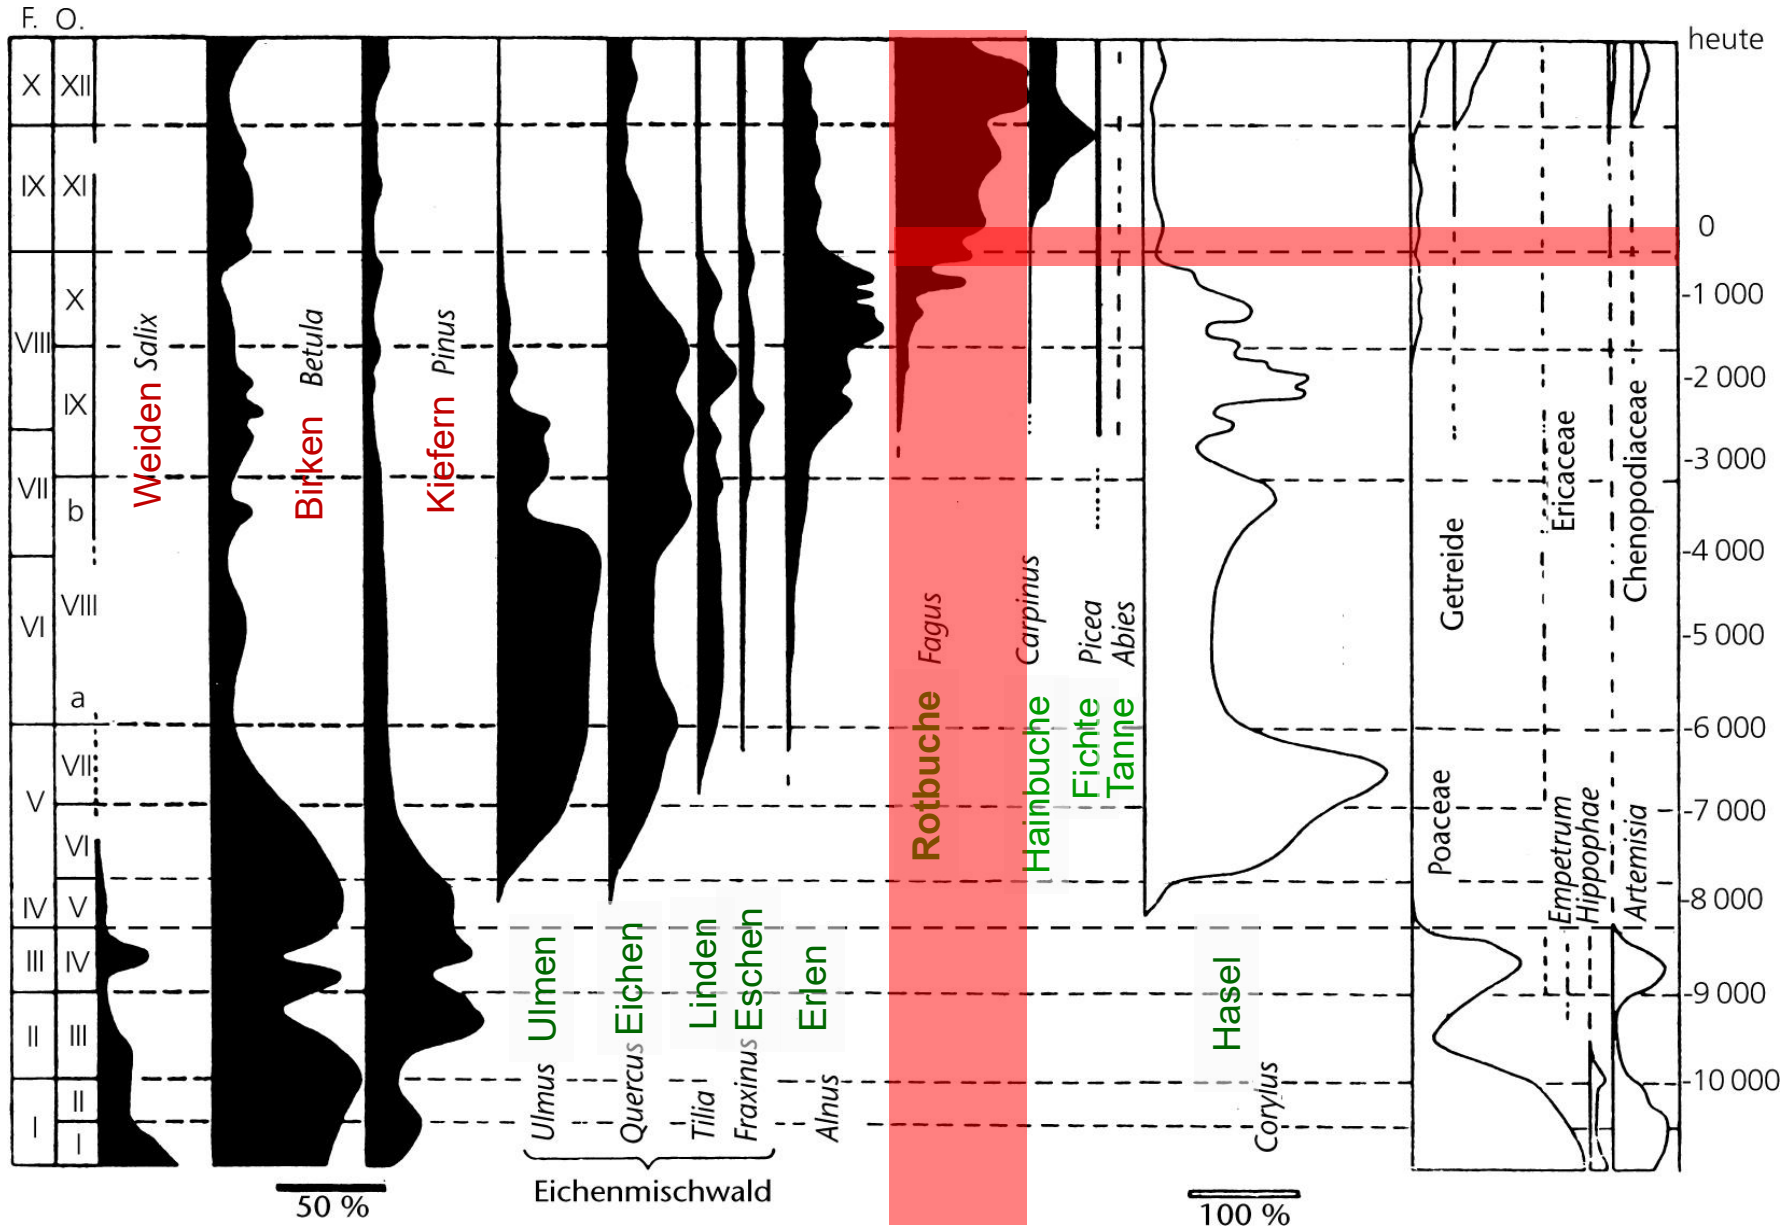 F. O.
heute
X XII
IX XI
0
X
-1 000
VIII
-2 000
IX
-3 000
VII
b
-4 000
VIII
VI
-5 000
a
-6 000
VII
V
-7 000
VI
IV V
-8 000
III IV
-9 000
II III
-10 000
II
I
I
Weiden Salix
Birken Betula
Kiefern Pinus
Ulmen
Ulmus
Eichen
Quercus
Linden
Tilia
Eschen
Fraxinus
Erlen
Alnus
Rotbuche Fagus
Hainbuche Carpinus
Fichte Picea
Tanne Abies
Hasel
Corylus
Poaceae
Getreide
Ericaceae
Empetrum
Hippophae
Chenopodiaceae
Artemisia
Eichenmischwald
50 %
100 %